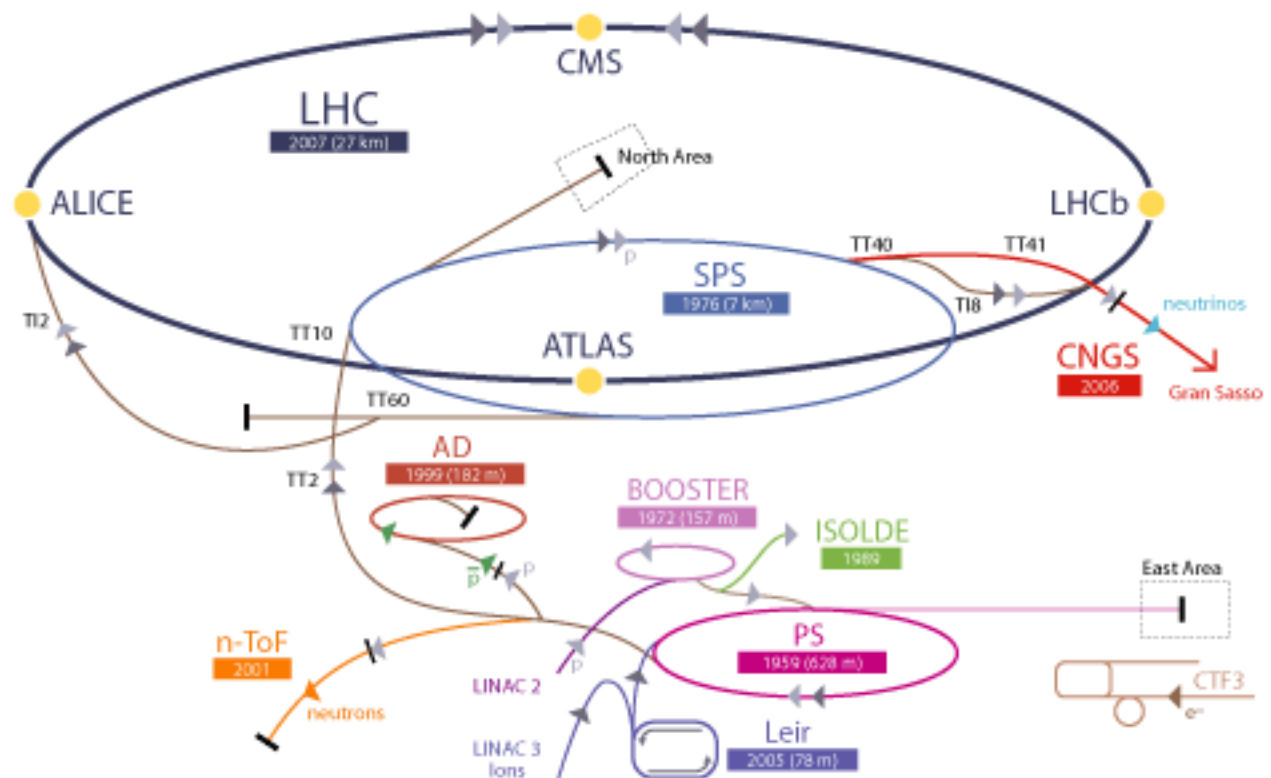 CMS
LHC
2007 (27 km)
North Area
ALICE
LHCb
TT40
TT41
p
SPS
1976 (7 km)
TI8
neutrinos
TI2
TT10
ATLAS
CNGS
2006
Gran Sasso
TT60
AD
1999 (182 m)
TT2
BOOSTER
1972 (157 m)
ISOLDE
1989
East Area
p̅
p
n-ToF
2001
PS
1959 (628 m)
p
LINAC 2
neutrons
CTF3
e⁻
LINAC 3
Ions
Leir
2005 (78 m)